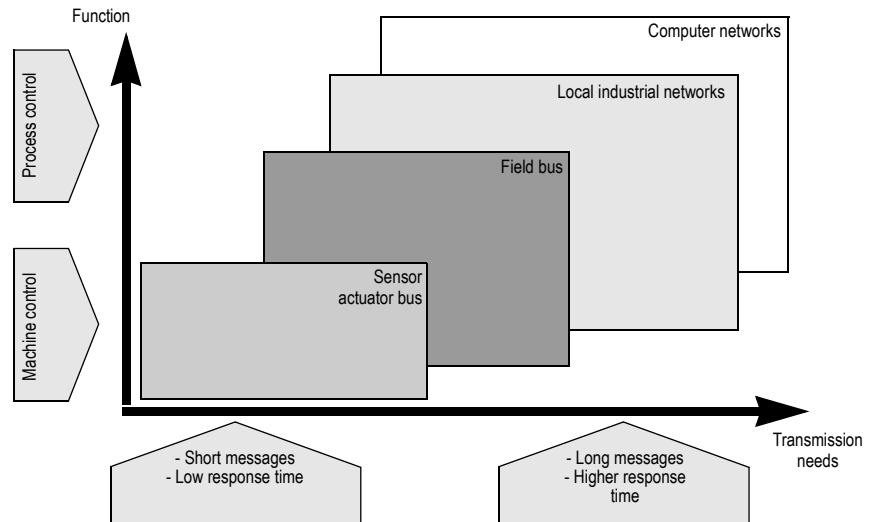 Function
Computer networks
Local industrial networks
Process control
Field bus
Sensor
actuator bus
Machine control
Transmission
needs
- Short messages
- Low response time
- Long messages
- Higher response
time